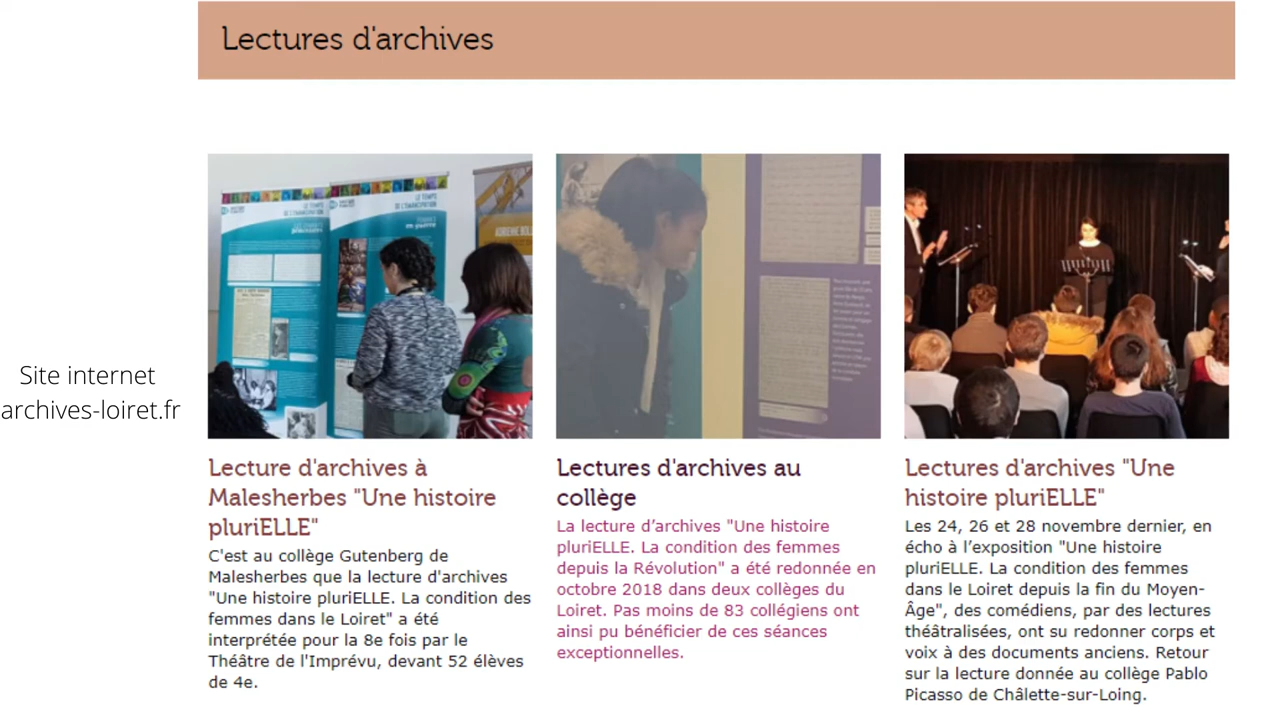 Lectures d'archives
Site internet
archives-loiret.fr
LE TEMPS
DE L'ÉMANCIPATION
Lecture d'archives à
Malesherbes "Une histoire
pluriELLE"
C'est au collège Gutenberg de
Malesherbes que la lecture d'archives
"Une histoire pluriELLE. La condition des
femmes dans le Loiret" a été
interprétée pour la 8e fois par le
Théâtre de l'Imprévu, devant 52 élèves
de 4e.
Lectures d'archives au
collège
La lecture d’archives "Une histoire
pluriELLE. La condition des femmes
depuis la Révolution" a été redonnée en
octobre 2018 dans deux collèges du
Loiret. Pas moins de 83 collégiens ont
ainsi pu bénéficier de ces séances
exceptionnelles.
Lectures d'archives "Une
histoire pluriELLE"
Les 24, 26 et 28 novembre dernier, en
écho à l’exposition "Une histoire
pluriELLE. La condition des femmes
dans le Loiret depuis la fin du Moyen-
Âge", des comédiens, par des lectures
théâtralisées, ont su redonner corps et
voix à des documents anciens. Retour
sur la lecture donnée au collège Pablo
Picasso de Châlette-sur-Loing.